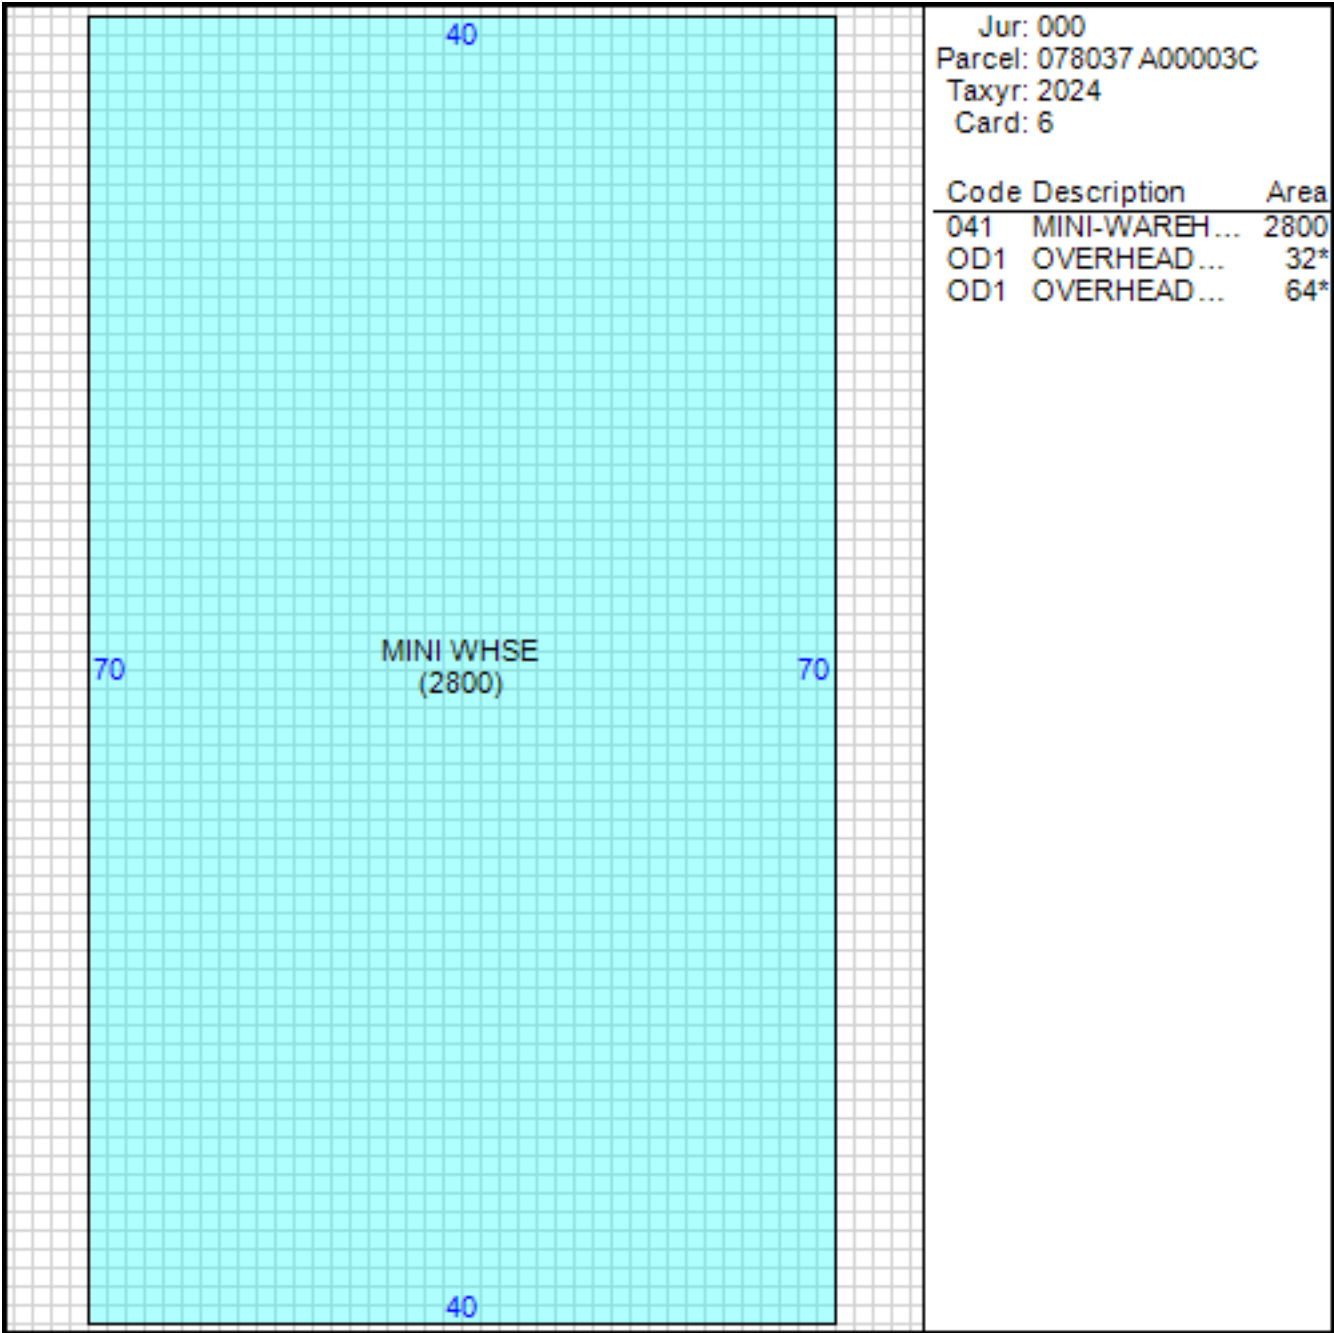 40
70
MINI WHSE
(2800)
70
40
Jur: 000
Parcel: 078037 A00003C
Taxyr: 2024
Card: 6
Code Description Area
041 MINI-WAREH... 2800
OD1 OVERHEAD... 32*
OD1 OVERHEAD... 64*